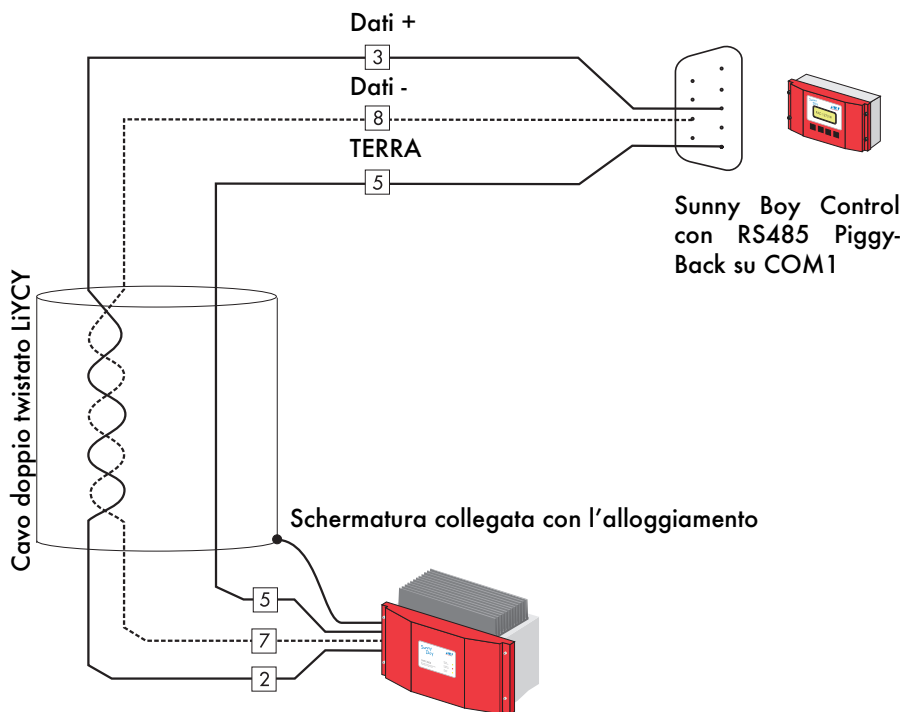 Dati +
3
Dati -
8
TERRA
5
Sunny Boy Control
con RS485 Piggy-
Back su COM1
Cavo doppio twistato LiYCY
Schermatura collegata con l'alloggiamento
5
7
2